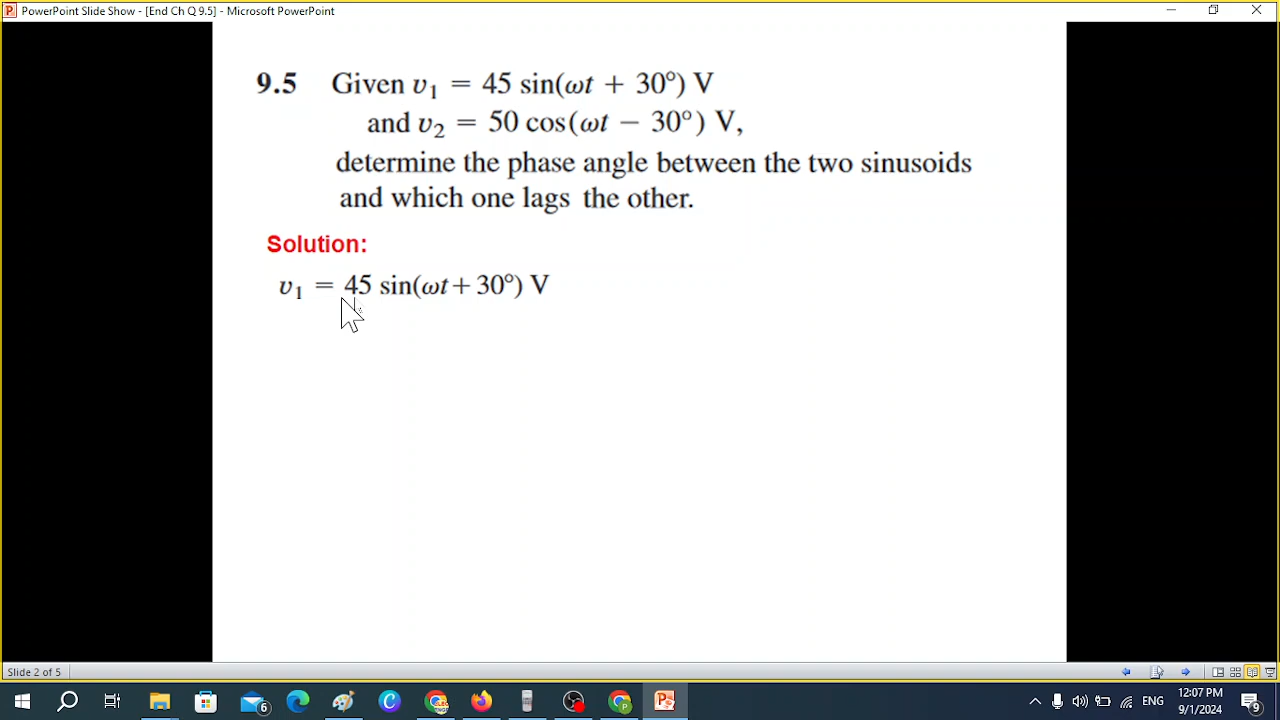 PowerPoint Slide Show - [End Ch Q 9.5] - Microsoft PowerPoint
9.5 Given v₁ = 45 sin(ωt + 30°) V
and v₂ = 50 cos(ωt − 30°) V,
determine the phase angle between the two sinusoids
and which one lags the other.
Solution:
v₁ = 45 sin(ωt + 30°) V
Slide 2 of 5
6
ENG
12:07 PM
9/1/2024
9